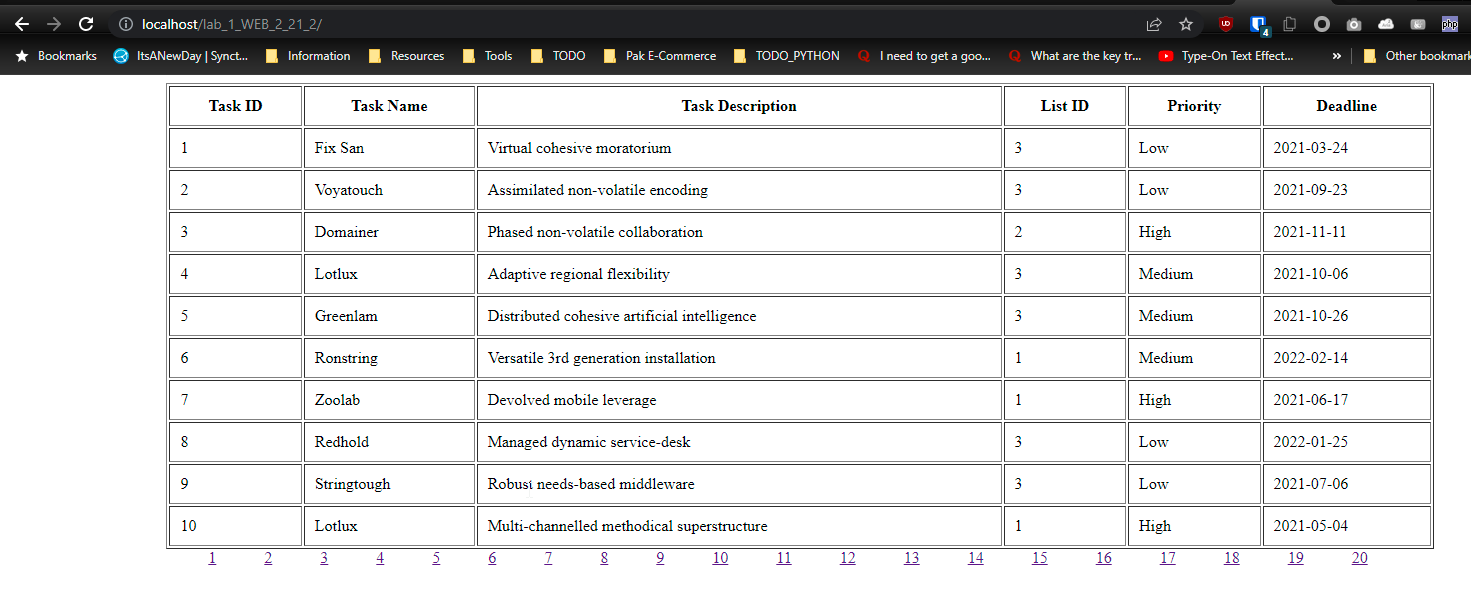 localhost/lab_1_WEB_2_21_2/
UD 4 php
Bookmarks ItsANewDay | Synct... Information Resources Tools TODO Pak E-Commerce TODO_PYTHON I need to get a goo... What are the key tr... Type-On Text Effect... » Other bookmark
Task ID Task Name Task Description List ID Priority Deadline
1 Fix San Virtual cohesive moratorium 3 Low 2021-03-24
2 Voyatouch Assimilated non-volatile encoding 3 Low 2021-09-23
3 Domainer Phased non-volatile collaboration 2 High 2021-11-11
4 Lotlux Adaptive regional flexibility 3 Medium 2021-10-06
5 Greenlam Distributed cohesive artificial intelligence 3 Medium 2021-10-26
6 Ronstring Versatile 3rd generation installation 1 Medium 2022-02-14
7 Zoolab Devolved mobile leverage 1 High 2021-06-17
8 Redhold Managed dynamic service-desk 3 Low 2022-01-25
9 Stringtough Robust needs-based middleware 3 Low 2021-07-06
10 Lotlux Multi-channelled methodical superstructure 1 High 2021-05-04
1 2 3 4 5 6 7 8 9 10 11 12 13 14 15 16 17 18 19 20